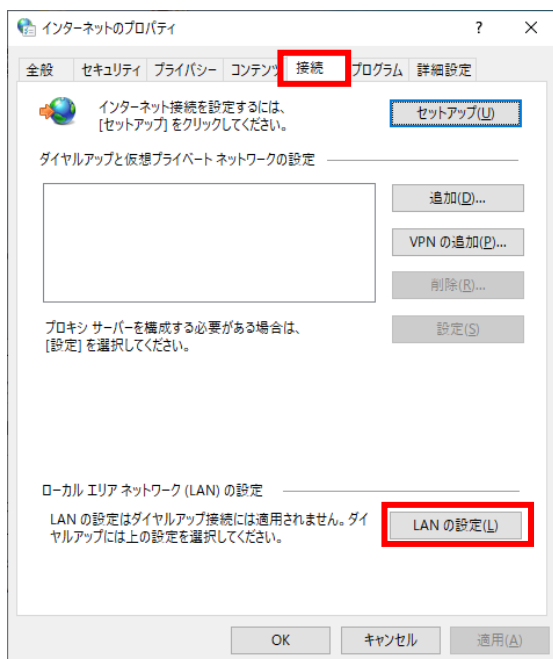 インターネットのプロパティ ? ×
全般 セキュリティ プライバシー コンテンツ 接続 プログラム 詳細設定
インターネット接続を設定するには、
[セットアップ] をクリックしてください。
セットアップ(U)
ダイヤルアップと仮想プライベート ネットワークの設定
追加(D)...
VPN の追加(P)...
削除(R)...
プロキシ サーバーを構成する必要がある場合は、
[設定] を選択してください。
設定(S)
ローカル エリア ネットワーク (LAN) の設定
LAN の設定はダイヤルアップ接続には適用されません。ダイ
ヤルアップには上の設定を選択してください。
LAN の設定(L)
OK キャンセル 適用(A)